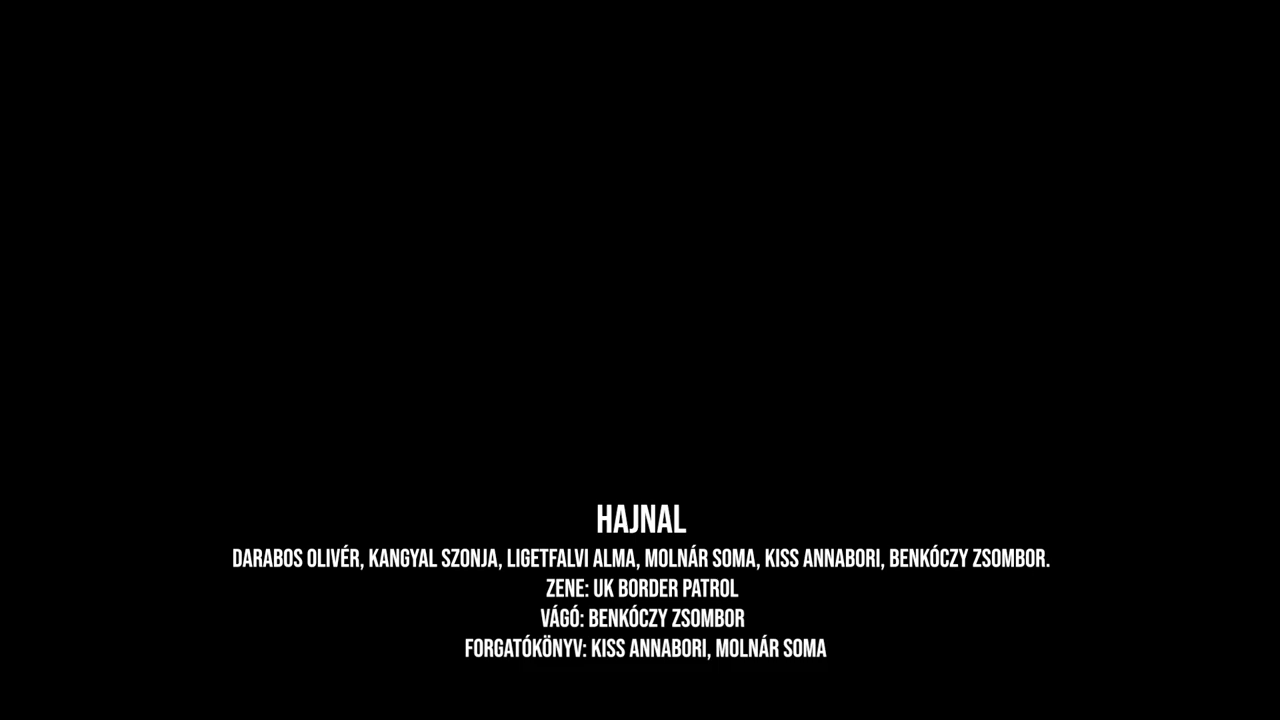 HAJNAL
DARABOS OLIVÉR, KANGYAL SZONJA, LIGETFALVI ALMA, MOLNÁR SOMA, KISS ANNABORI, BENKÓCZY ZSOMBOR.
ZENE: UK BORDER PATROL
VÁGÓ: BENKÓCZY ZSOMBOR
FORGATÓKÖNYV: KISS ANNABORI, MOLNÁR SOMA